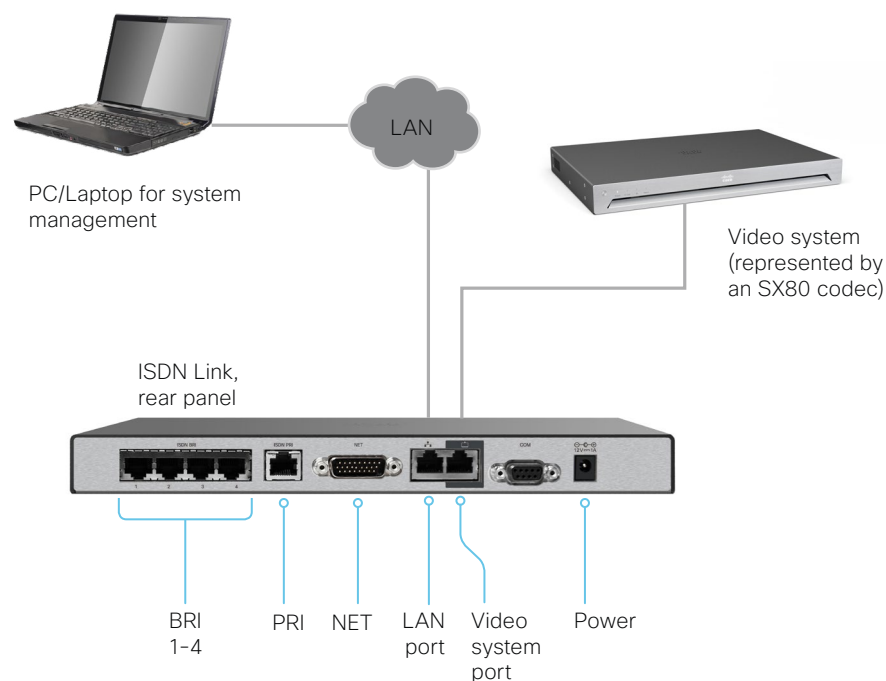 LAN
PC/Laptop for system
management
Video system
(represented by
an SX80 codec)
ISDN Link,
rear panel
ISDN BRI
ISDN PRI
NET
COM
12V 1A
1 2 3 4
BRI
1-4
PRI
NET
LAN
port
Video
system
port
Power